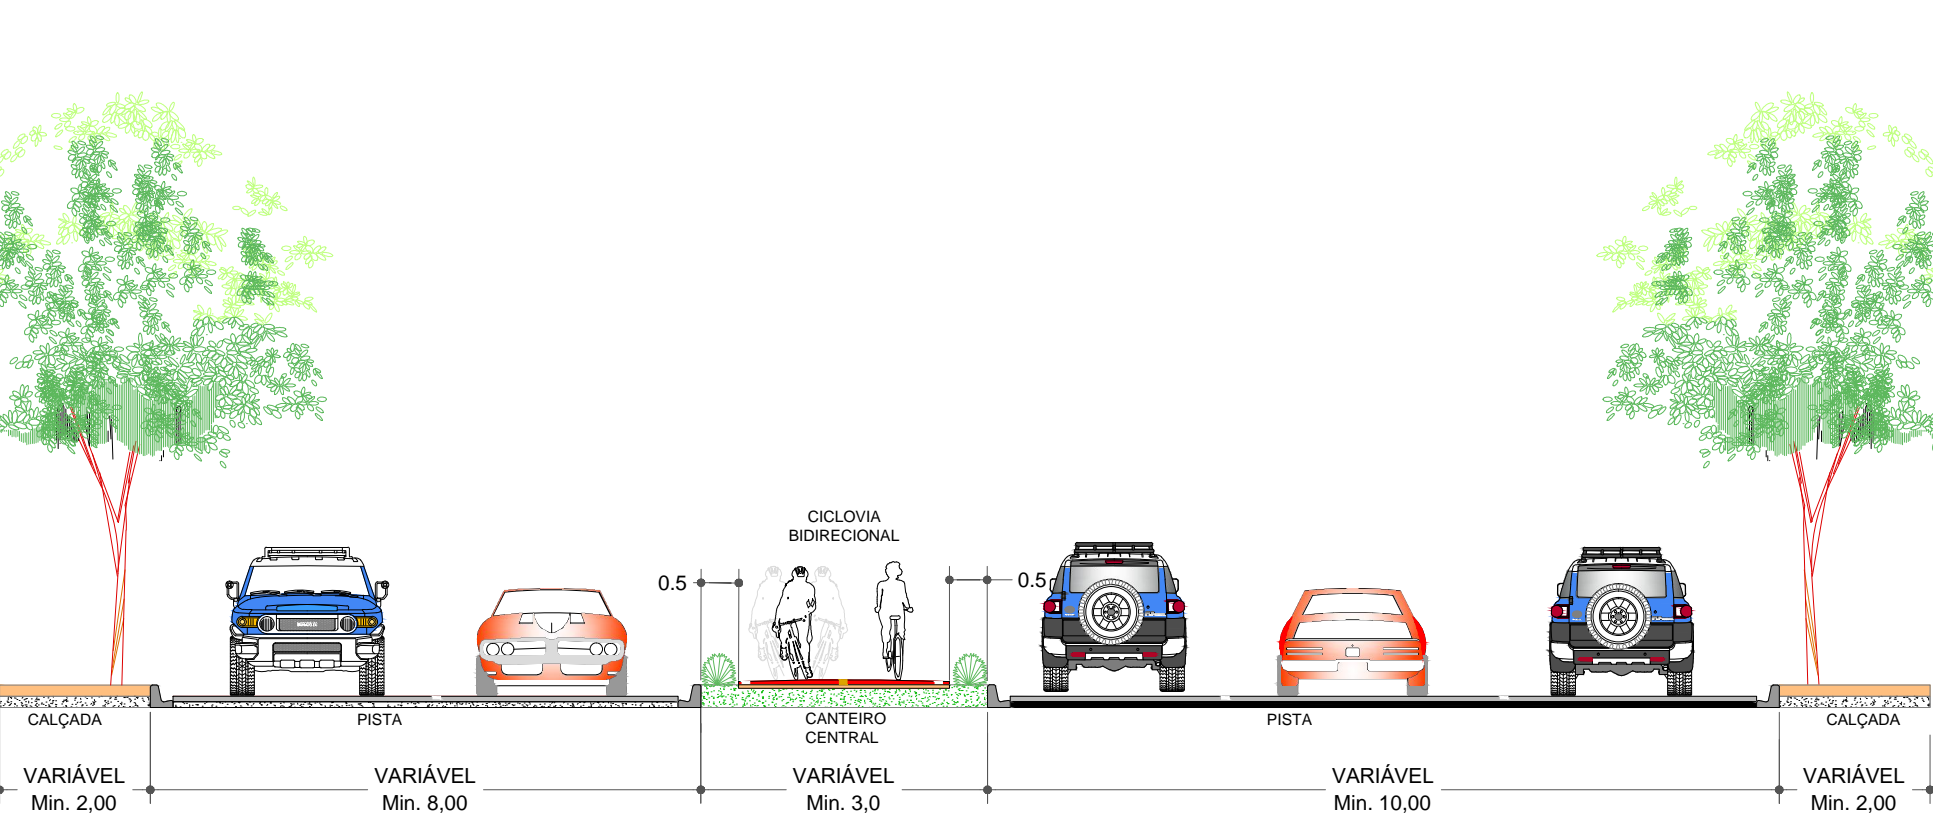 CICLOVIA
BIDIRECIONAL
0.5
0.5
CALÇADA
PISTA
CANTEIRO
CENTRAL
PISTA
CALÇADA
VARIÁVEL
Min. 2,00
VARIÁVEL
Min. 8,00
VARIÁVEL
Min. 3,0
VARIÁVEL
Min. 10,00
VARIÁVEL
Min. 2,00